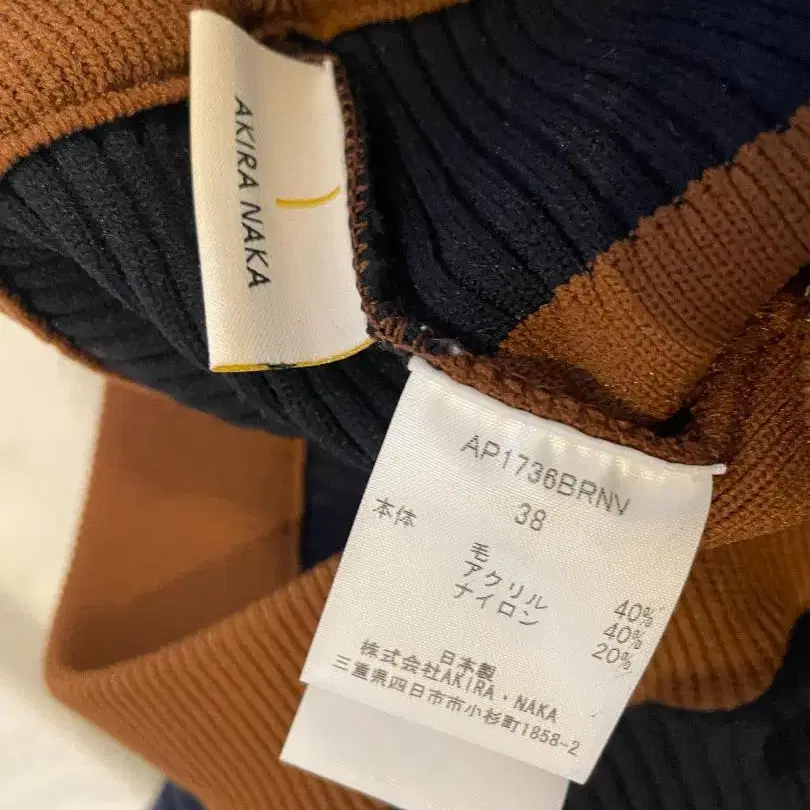 AKIRA NAKA
AP1736BRNV
38
本体
毛 40%
アクリル 40%
ナイロン 20%
日本製
株式会社AKIRA・NAKA
三重県四日市市小杉町1858-2